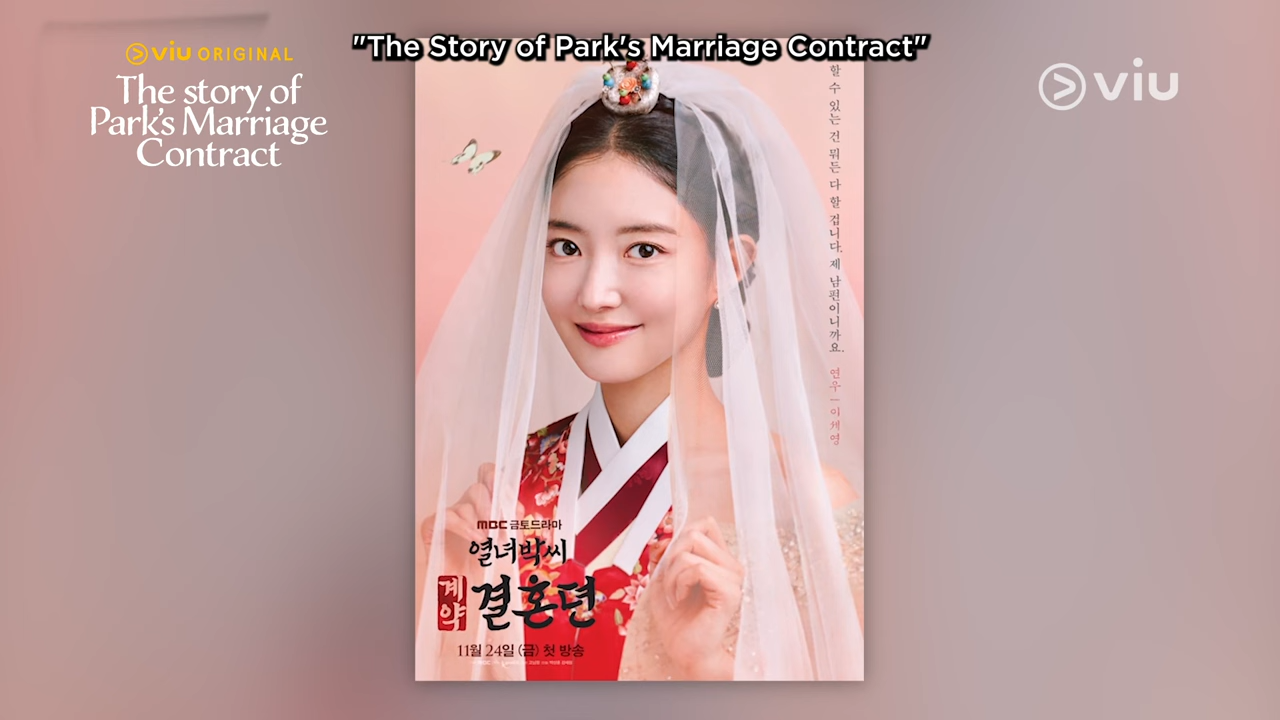 "The Story of Park's Marriage Contract"
viu ORIGINAL
The story of
Park's Marriage
Contract
viu
할 수 있는 건 뭐든 다 할 겁니다. 제 남편이니까요.
연우 – 이세영
MBC 금토드라마
열녀박씨
계약
결혼뎐
11월 24일 (금) 첫 방송